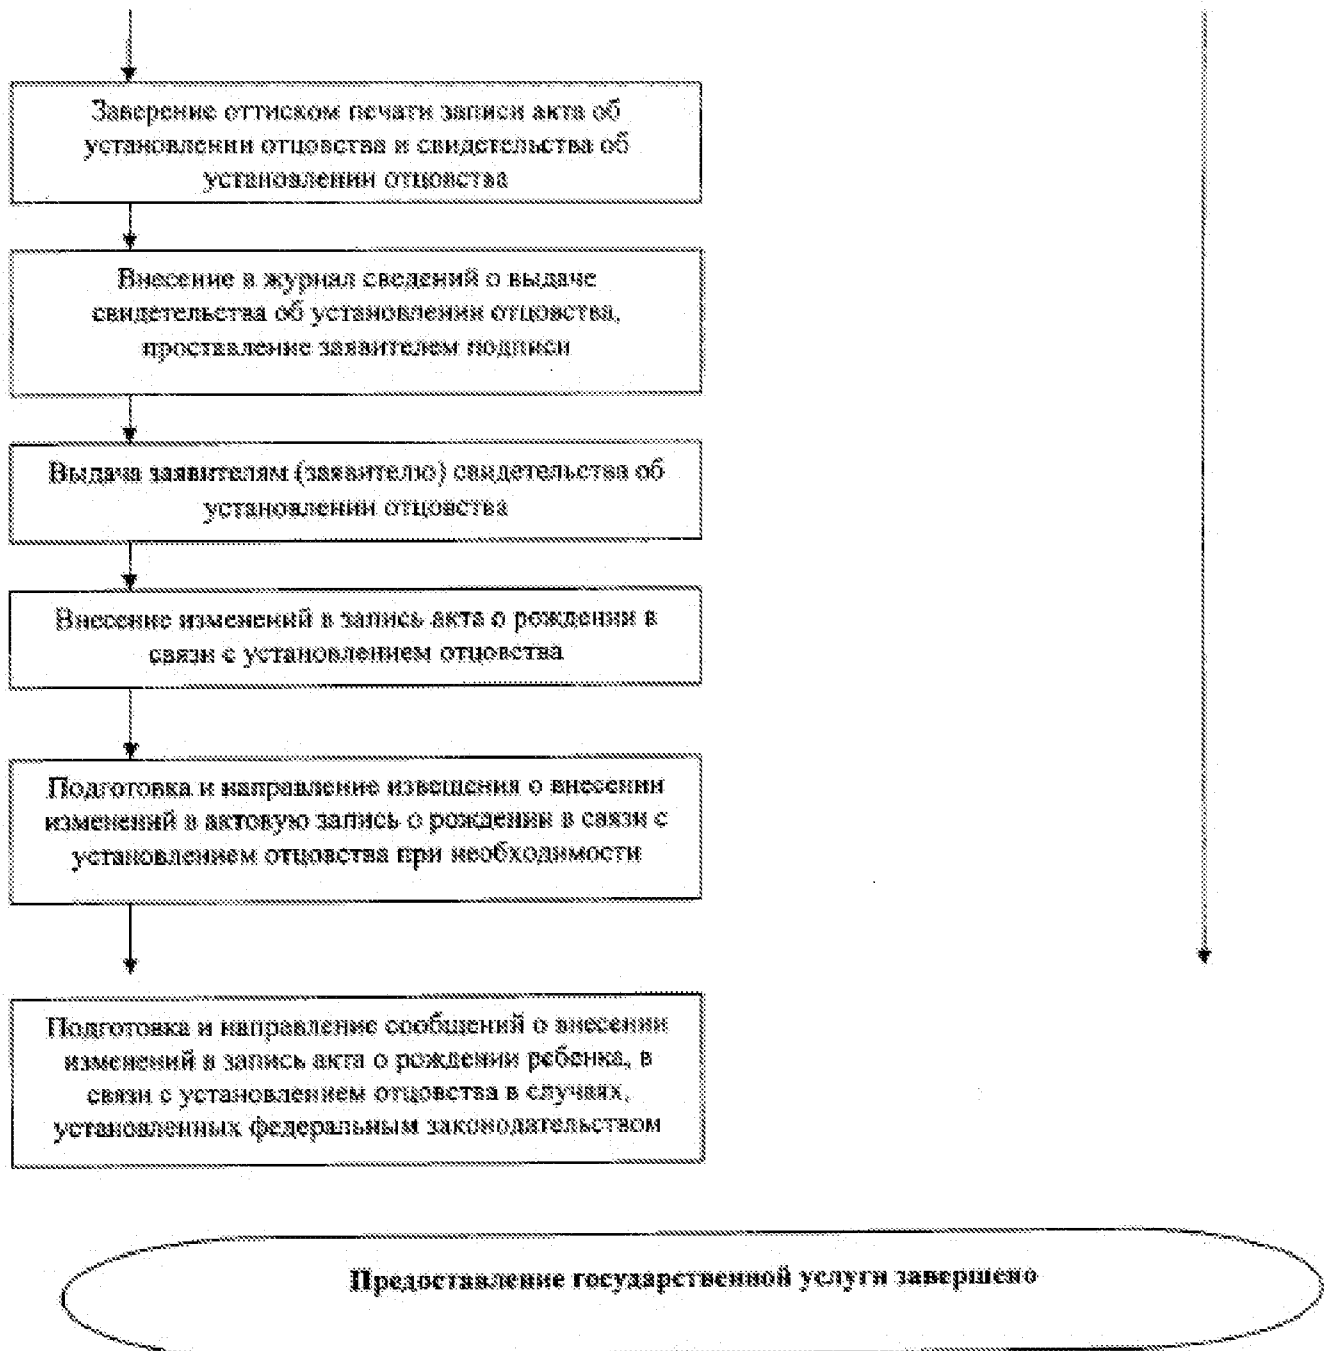 Заверение оттиском печати записи акта об
установлении отцовства и свидетельства об
установлении отцовства
Внесение в журнал сведений о выдаче
свидетельства об установлении отцовства,
проставление заявителем подписи
Выдача заявителям (заявителю) свидетельства об
установлении отцовства
Внесение изменений в запись акта о рождении в
связи с установлением отцовства
Подготовка и направление извещения о внесении
изменений в актовую запись о рождении в связи с
установлением отцовства при необходимости
Подготовка и направление сообщений о внесении
изменений в запись акта о рождении ребенка, в
связи с установлением отцовства в случаях,
установленных федеральным законодательством
Предоставление государственной услуги завершено